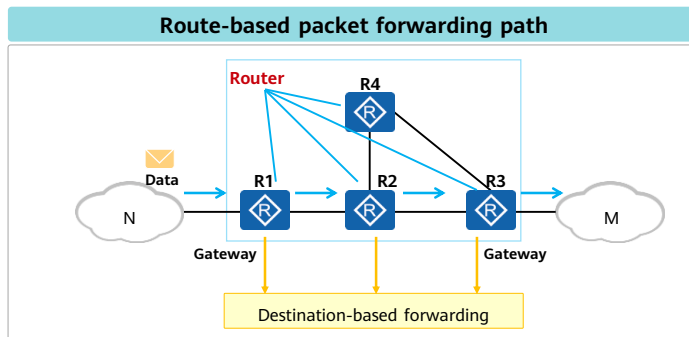 Route-based packet forwarding path
Router
R4
R
Data
R1
R2
R3
N
R
R
R
M
Gateway
Gateway
Destination-based forwarding